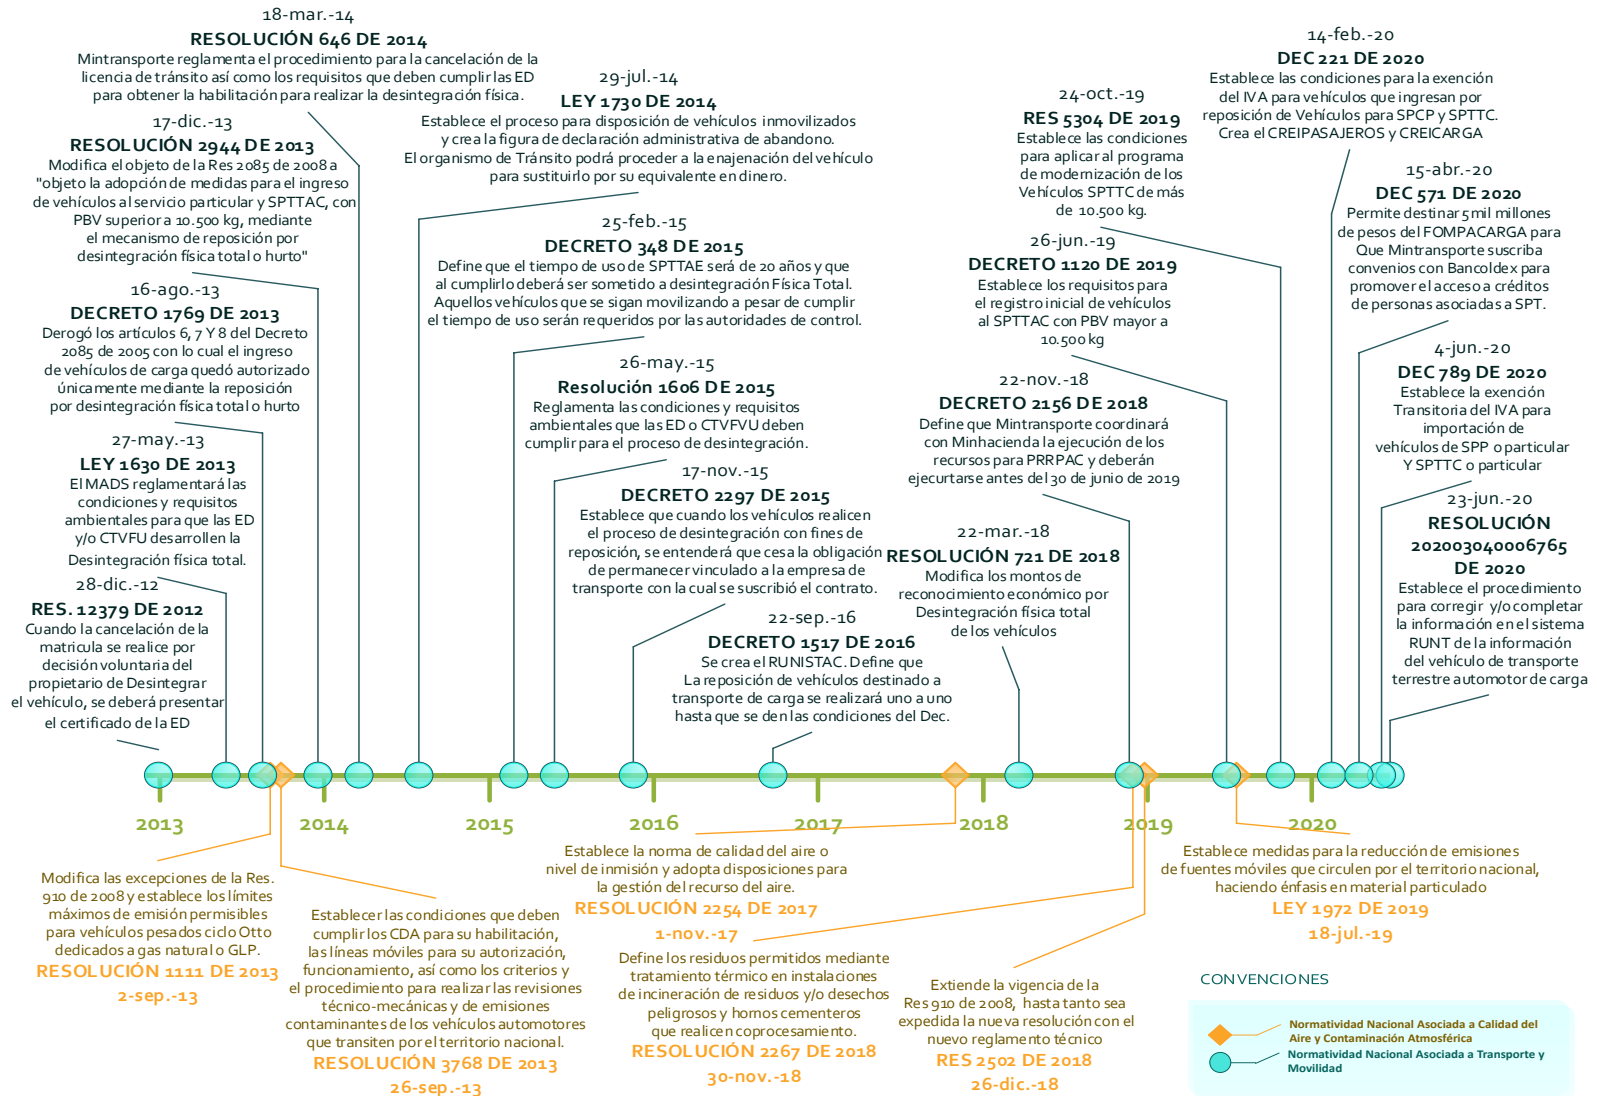 18-mar.-14
RESOLUCIÓN 646 DE 2014
Mintransporte reglamenta el procedimiento para la cancelación de la
licencia de tránsito así como los requisitos que deben cumplir las ED
para obtener la habilitación para realizar la desintegración física.
17-dic.-13
RESOLUCIÓN 2944 DE 2013
Modifica el objeto de la Res 2085 de 2008 a
"objeto la adopción de medidas para el ingreso
de vehículos al servicio particular y SPTTAC, con
PBV superior a 10.500 kg, mediante
el mecanismo de reposición por
desintegración física total o hurto"
16-ago.-13
DECRETO 1769 DE 2013
Derogó los artículos 6, 7 Y 8 del Decreto
2085 de 2005 con lo cual el ingreso
de vehículos de carga quedó autorizado
únicamente mediante la reposición
por desintegración física total o hurto
27-may.-13
LEY 1630 DE 2013
El MADS reglamentará las
condiciones y requisitos
ambientales para que las ED
y/o CTVFU desarrollen la
Desintegración física total.
28-dic.-12
RES. 12379 DE 2012
Cuando la cancelación de la
matricula se realice por
decisión voluntaria del
propietario de Desintegrar
el vehículo, se deberá presentar
el certificado de la ED
29-jul.-14
LEY 1730 DE 2014
Establece el proceso para disposición de vehículos inmovilizados
y crea la figura de declaración administrativa de abandono.
El organismo de Tránsito podrá proceder a la enajenación del vehículo
para sustituirlo por su equivalente en dinero.
25-feb.-15
DECRETO 348 DE 2015
Define que el tiempo de uso de SPTTAE será de 20 años y que
al cumplirlo deberá ser sometido a desintegración Física Total.
Aquellos vehículos que se sigan movilizando a pesar de cumplir
el tiempo de uso serán requeridos por las autoridades de control.
26-may.-15
Resolución 1606 DE 2015
Reglamenta las condiciones y requisitos
ambientales que las ED o CTVFVU deben
cumplir para el proceso de desintegración.
17-nov.-15
DECRETO 2297 DE 2015
Establece que cuando los vehículos realicen
el proceso de desintegración con fines de
reposición, se entenderá que cesa la obligación
de permanecer vinculado a la empresa de
transporte con la cual se suscribió el contrato.
22-sep.-16
DECRETO 1517 DE 2016
Se crea el RUNISTAC. Define que
La reposición de vehículos destinado a
transporte de carga se realizará uno a uno
hasta que se den las condiciones del Dec.
24-oct.-19
RES 5304 DE 2019
Establece las condiciones
para aplicar al programa
de modernización de los
Vehículos SPTTC de más
de 10.500 kg.
26-jun.-19
DECRETO 1120 DE 2019
Establece los requisitos para
el registro inicial de vehículos
al SPTTAC con PBV mayor a
10.500 kg
22-nov.-18
DECRETO 2156 DE 2018
Define que Mintransporte coordinará
con Minhacienda la ejecución de los
recursos para PRRPAC y deberán
ejecurtarse antes del 30 de junio de 2019
22-mar.-18
RESOLUCIÓN 721 DE 2018
Modifica los montos de
reconocimiento económico por
Desintegración física total
de los vehículos
14-feb.-20
DEC 221 DE 2020
Establece las condiciones para la exención
del IVA para vehículos que ingresan por
reposición de Vehículos para SPCP y SPTTC.
Crea el CREIPASAJEROS y CREICARGA
15-abr.-20
DEC 571 DE 2020
Permite destinar 5 mil millones
de pesos del FOMPACARGA para
Que Mintransporte suscriba
convenios con Bancoldex para
promover el acceso a créditos
de personas asociadas a SPT.
4-jun.-20
DEC 789 DE 2020
Establece la exención
Transitoria del IVA para
importación de
vehículos de SPP o particular
Y SPTTC o particular
23-jun.-20
RESOLUCIÓN
202003040006765
DE 2020
Establece el procedimiento
para corregir y/o completar
la información en el sistema
RUNT de la información
del vehículo de transporte
terrestre automotor de carga
2013
2014
2015
2016
2017
2018
2019
2020
Modifica las excepciones de la Res.
910 de 2008 y establece los límites
máximos de emisión permisibles
para vehículos pesados ciclo Otto
dedicados a gas natural o GLP.
RESOLUCIÓN 1111 DE 2013
2-sep.-13
Establecer las condiciones que deben
cumplir los CDA para su habilitación,
las líneas móviles para su autorización,
funcionamiento, así como los criterios y
el procedimiento para realizar las revisiones
técnico-mecánicas y de emisiones
contaminantes de los vehículos automotores
que transiten por el territorio nacional.
RESOLUCIÓN 3768 DE 2013
26-sep.-13
Establece la norma de calidad del aire o
nivel de inmisión y adopta disposiciones para
la gestión del recurso del aire.
RESOLUCIÓN 2254 DE 2017
1-nov.-17
Define los residuos permitidos mediante
tratamiento térmico en instalaciones
de incineración de residuos y/o desechos
peligrosos y hornos cementeros
que realicen coprocesamiento.
RESOLUCIÓN 2267 DE 2018
30-nov.-18
Extiende la vigencia de la
Res 910 de 2008, hasta tanto sea
expedida la nueva resolución con el
nuevo reglamento técnico
RES 2502 DE 2018
26-dic.-18
Establece medidas para la reducción de emisiones
de fuentes móviles que circulen por el territorio nacional,
haciendo énfasis en material particulado
LEY 1972 DE 2019
18-jul.-19
CONVENCIONES
Normatividad Nacional Asociada a Calidad del
Aire y Contaminación Atmosférica
Normatividad Nacional Asociada a Transporte y
Movilidad